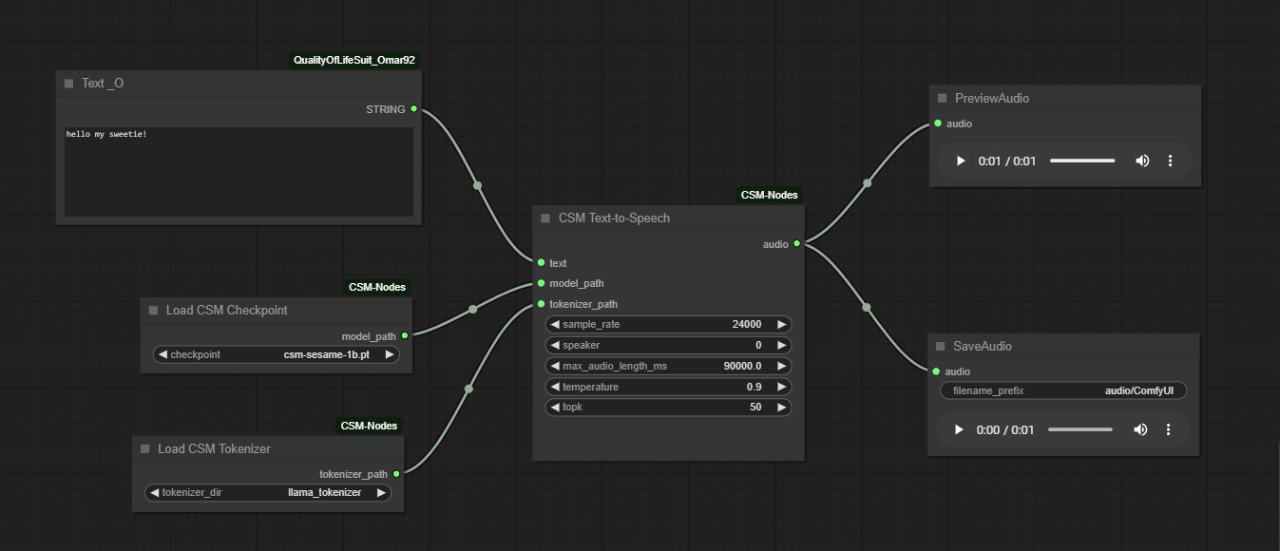 QualityOfLifeSuit_Omar92
Text _O
STRING
hello my sweetie!
CSM-Nodes
Load CSM Checkpoint
model_path
checkpoint csm-sesame-1b.pt
CSM-Nodes
Load CSM Tokenizer
tokenizer_path
tokenizer_dir llama_tokenizer
CSM-Nodes
CSM Text-to-Speech
audio
text
model_path
tokenizer_path
sample_rate 24000
speaker 0
max_audio_length_ms 90000.0
temperature 0.9
topk 50
PreviewAudio
audio
0:01 / 0:01
SaveAudio
audio
filename_prefix audio/ComfyUI
0:00 / 0:01